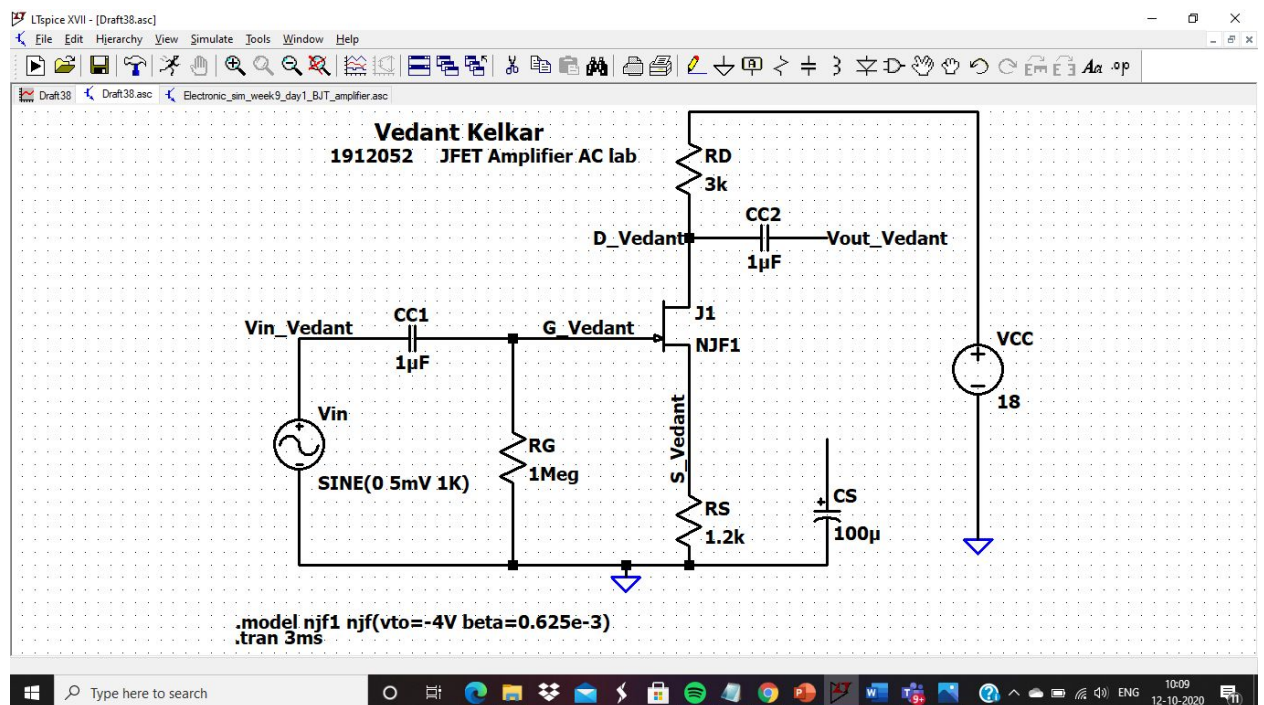 LTspice XVII - [Draft38.asc]
File Edit Hierarchy View Simulate Tools Window Help
Aa .op
Draft38 Draft38.asc Electronic_sim_week9_day1_BJT_amplifier.asc
Vedant Kelkar
1912052 JFET Amplifier AC lab
RD
3k
CC2
D_Vedant
Vout_Vedant
1µF
J1
NJF1
CC1
Vin_Vedant
G_Vedant
1µF
VCC
18
Vin
SINE(0 5mV 1K)
RG
1Meg
S_Vedant
RS
1.2k
CS
100µ
.model njf1 njf(vto=-4V beta=0.625e-3)
.tran 3ms
Type here to search
ENG
10:09
12-10-2020